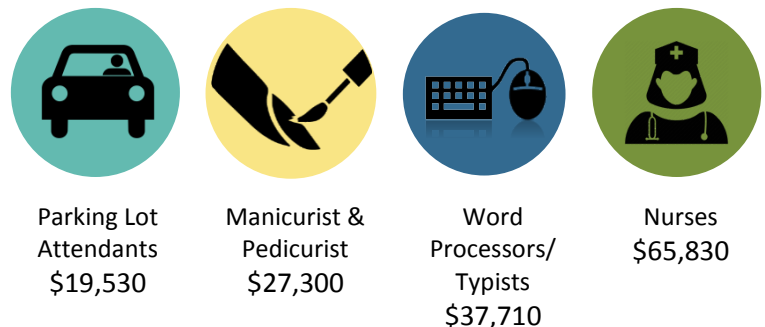 Parking Lot
Attendants
$19,530
Manicurist &
Pedicurist
$27,300
Word
Processors/
Typists
$37,710
Nurses
$65,830